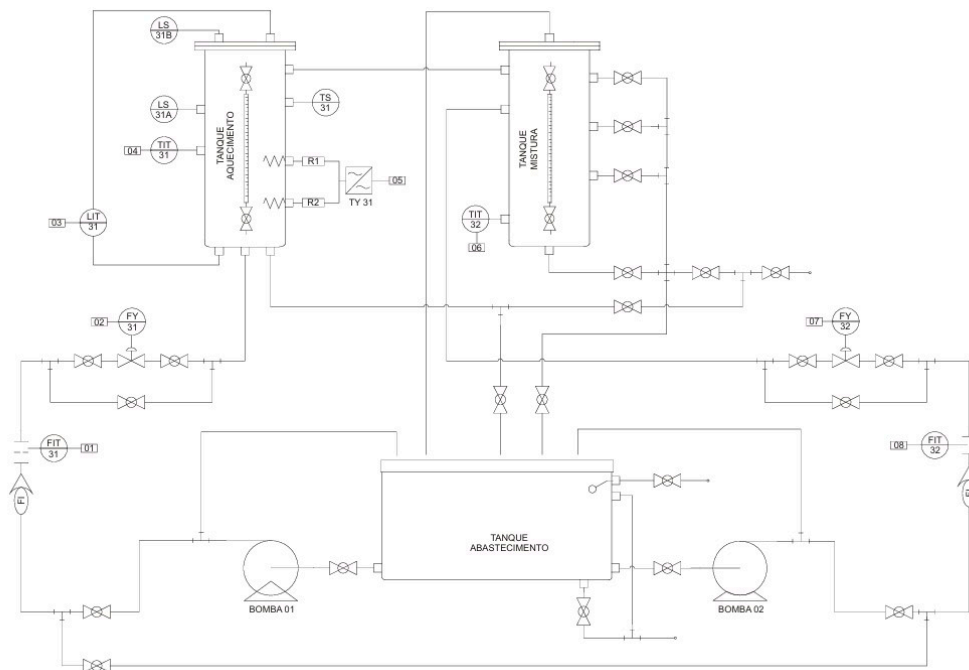 LS
31B
LS
31A
04
TIT
31
03
LIT
31
TANQUE
AQUECIMENTO
TS
31
R1
R2
TY 31
05
TANQUE
MISTURA
TIT
32
06
02
FY
31
07
FY
32
FIT
31
01
08
FIT
32
FI
FI
TANQUE
ABASTECIMENTO
BOMBA 01
BOMBA 02